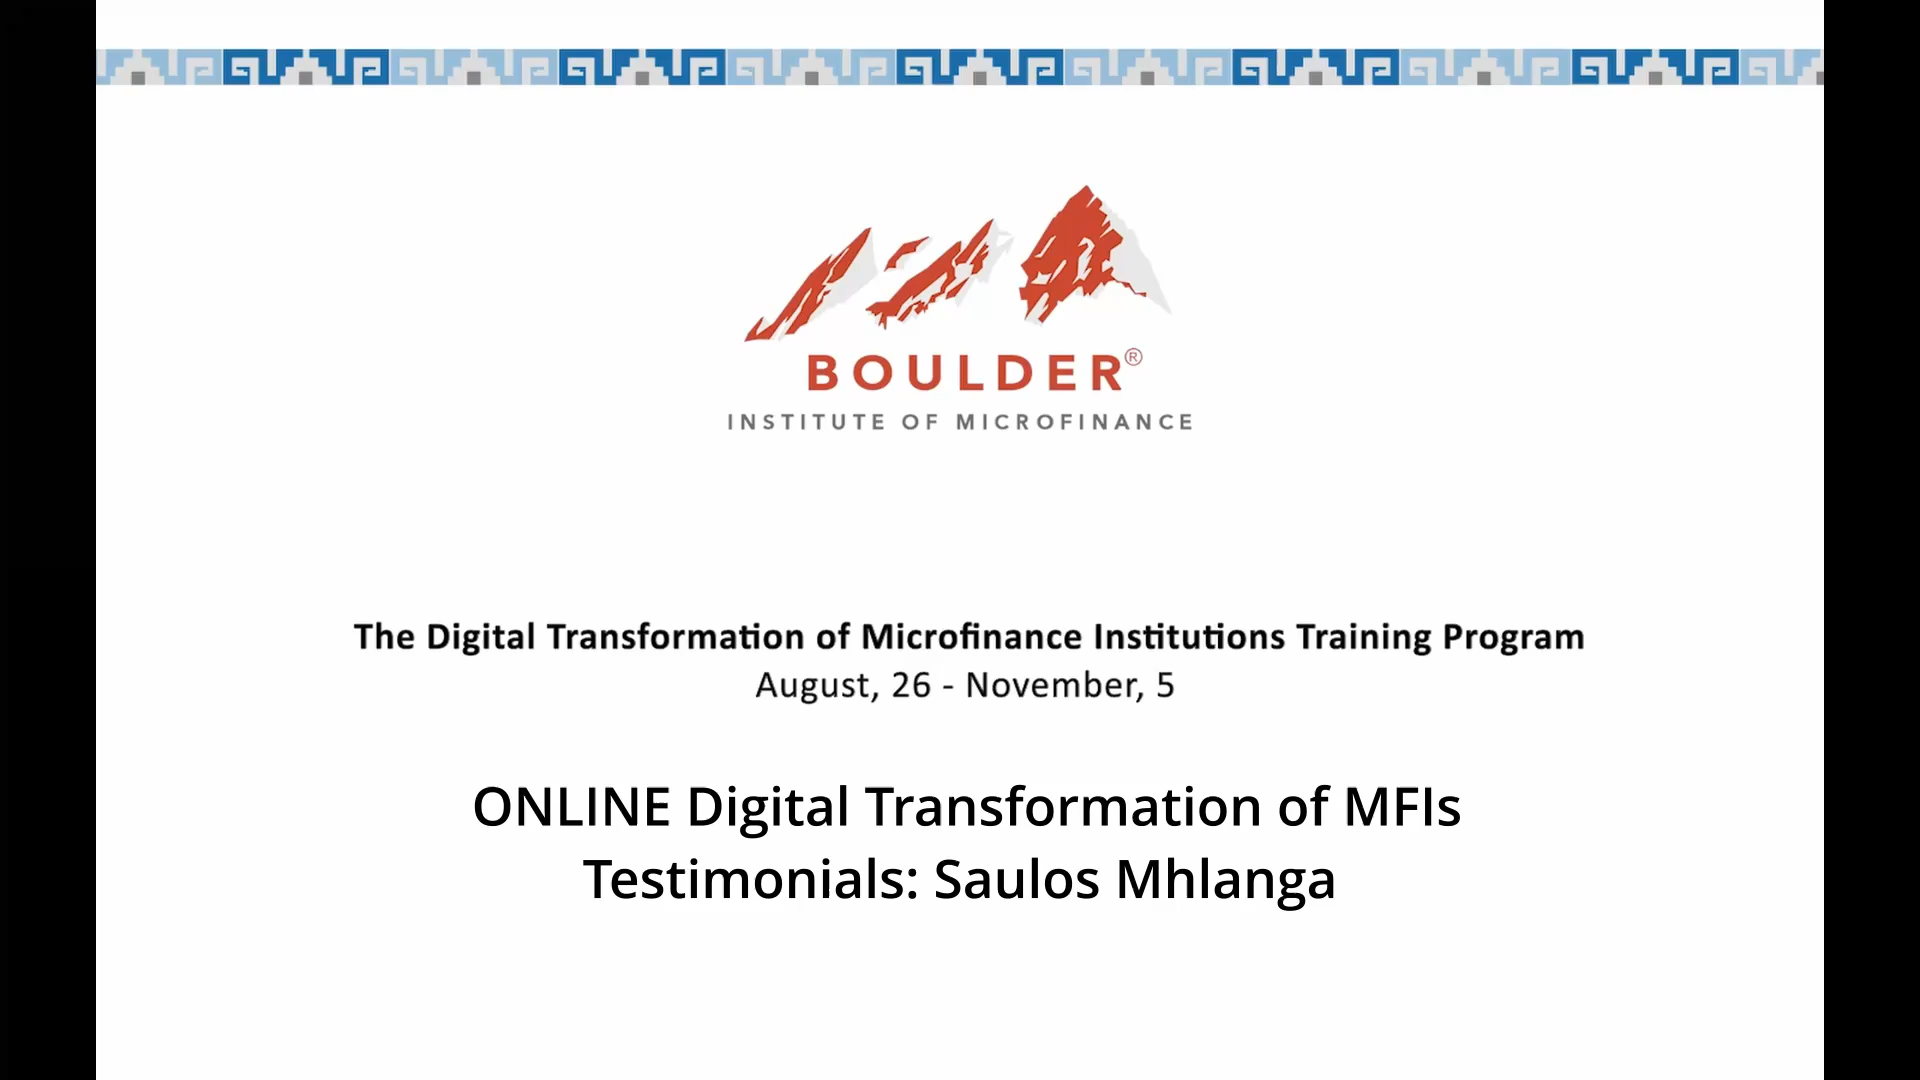 BOULDER®
INSTITUTE OF MICROFINANCE
The Digital Transformation of Microfinance Institutions Training Program
August, 26 - November, 5
ONLINE Digital Transformation of MFIs
Testimonials: Saulos Mhlanga